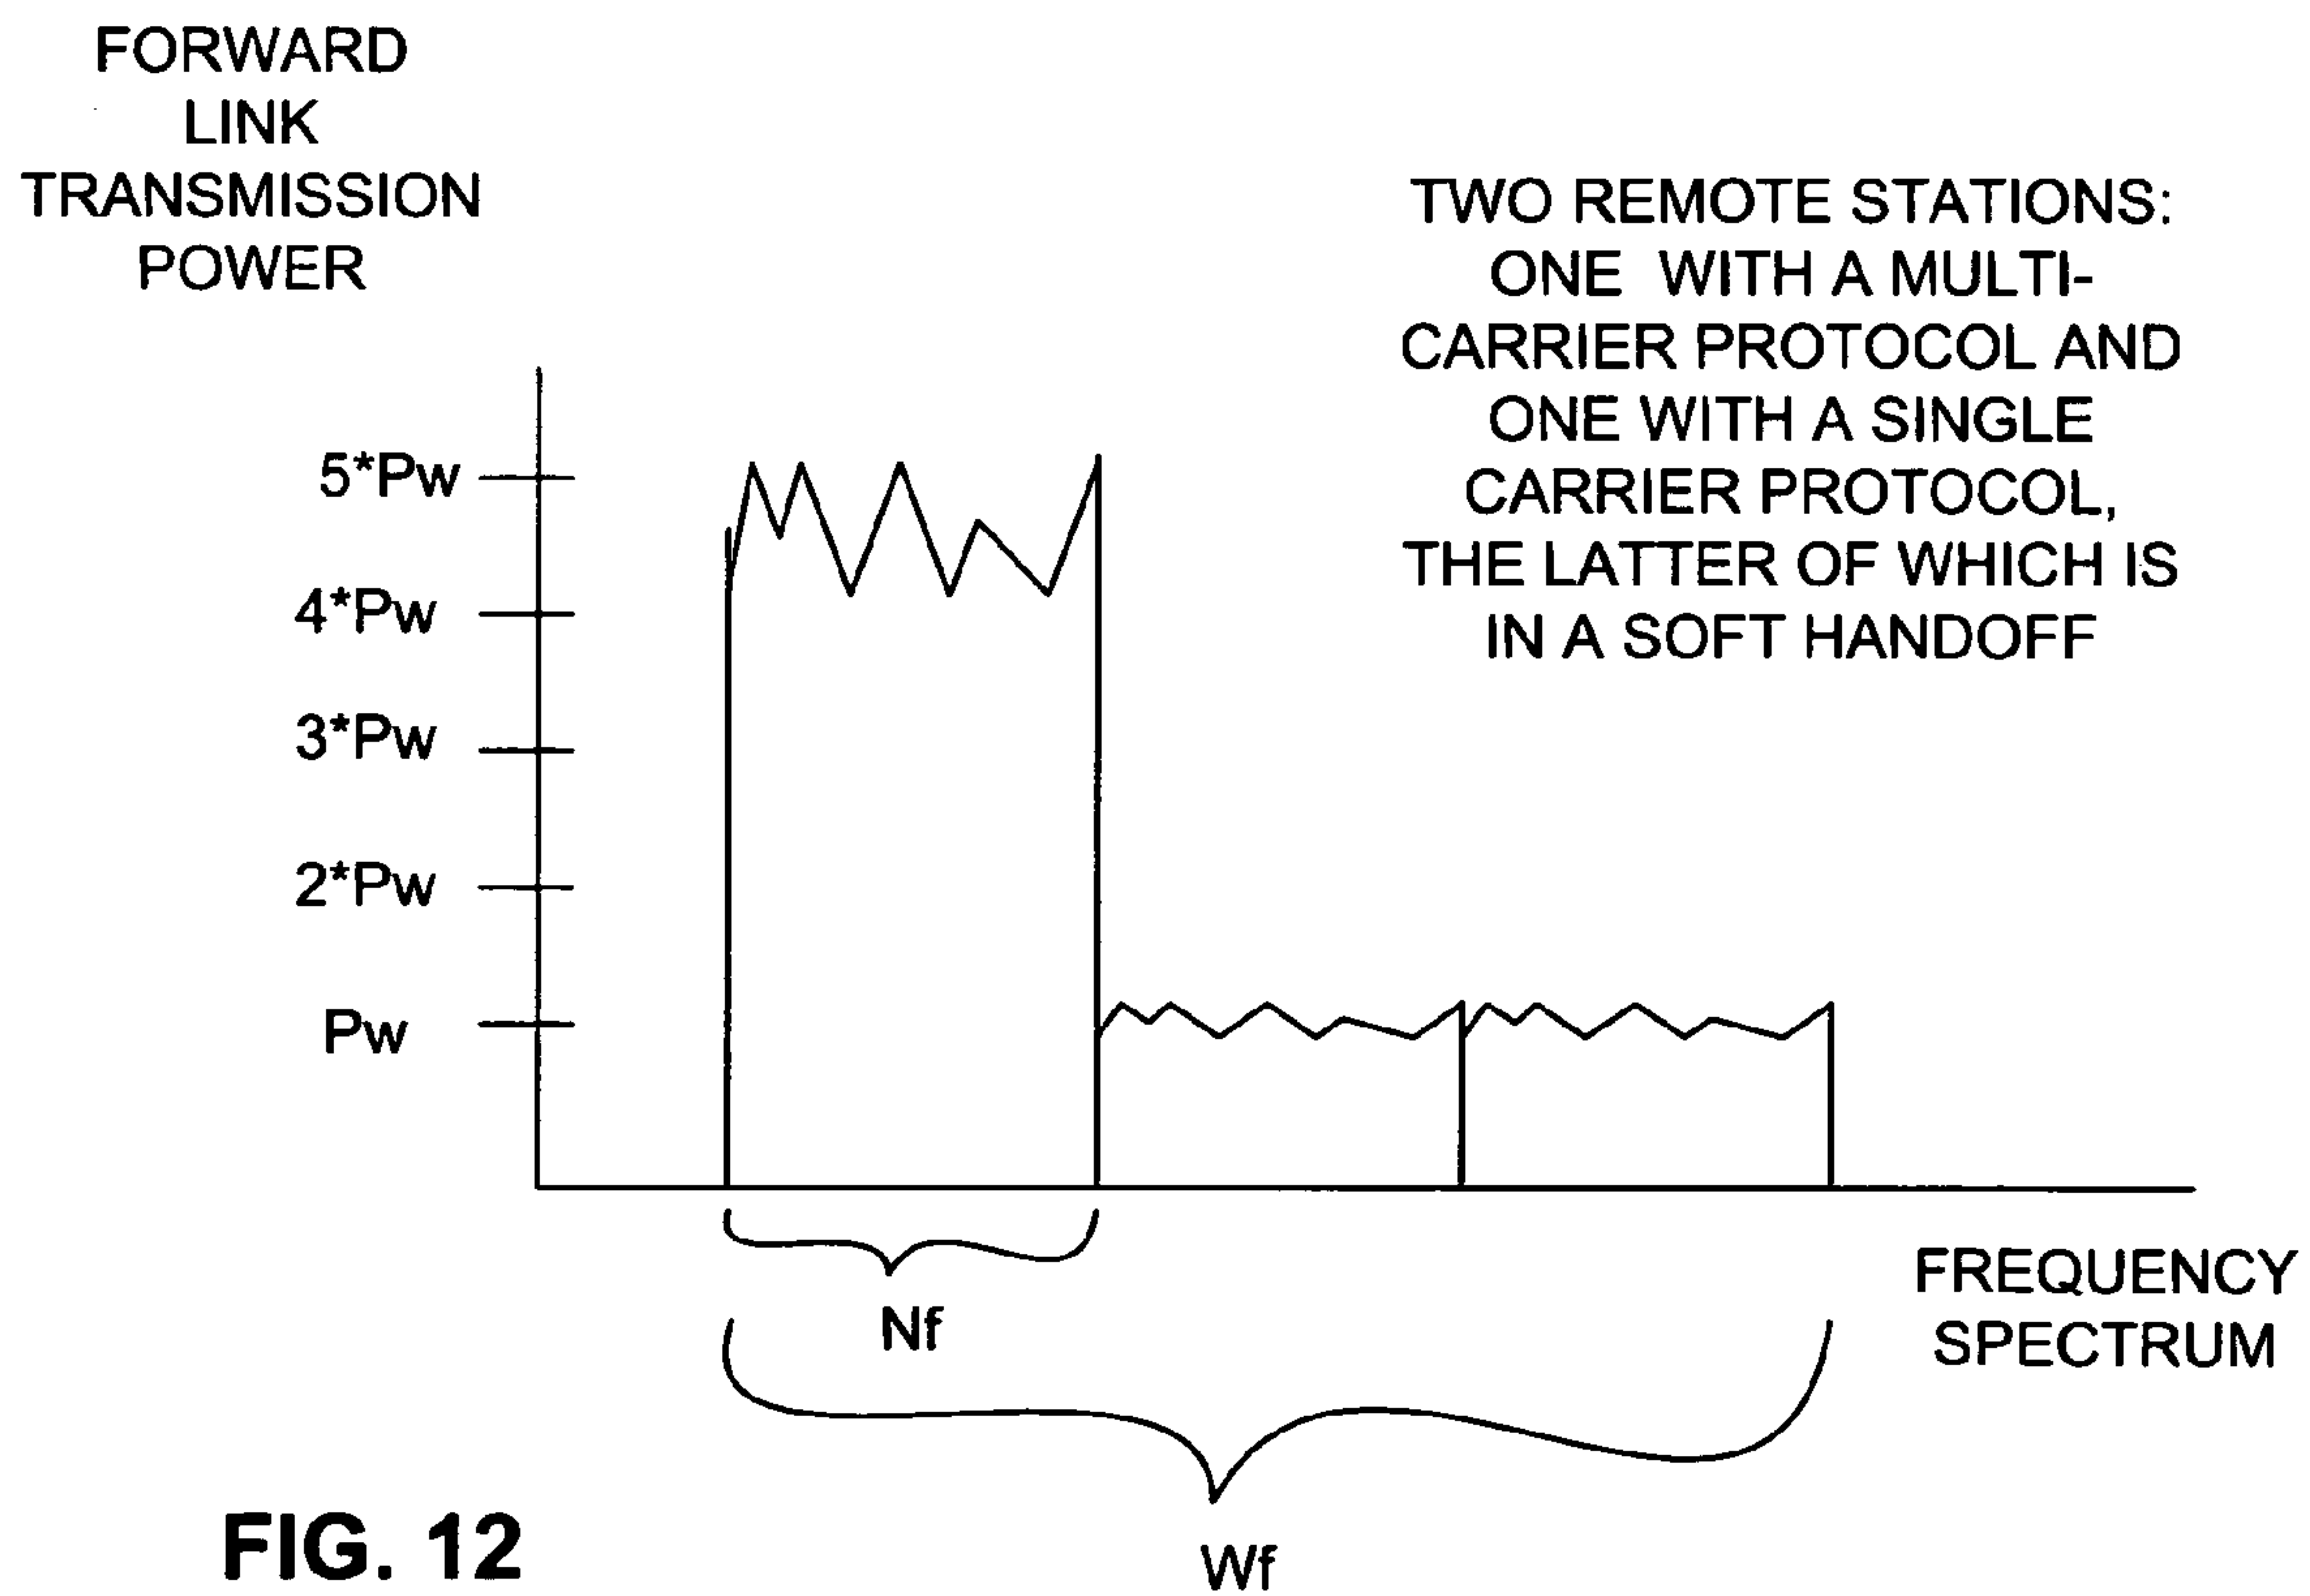 FORWARD
LINK
TRANSMISSION
POWER
TWO REMOTE STATIONS:
ONE WITH A MULTI-
CARRIER PROTOCOL AND
ONE WITH A SINGLE
CARRIER PROTOCOL,
THE LATTER OF WHICH IS
IN A SOFT HANDOFF
5*Pw
4*Pw
3*Pw
2*Pw
Pw
Nf
FREQUENCY
SPECTRUM
Wf
FIG. 12